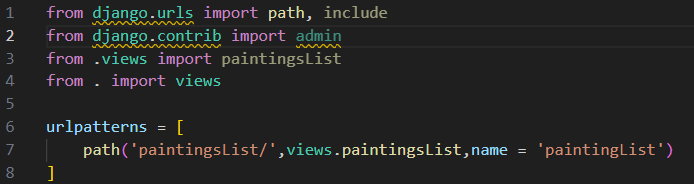 1 from django.urls import path, include
2 from django.contrib import admin
3 from .views import paintingsList
4 from . import views
5
6 urlpatterns = [
7     path('paintingsList/',views.paintingsList,name = 'paintingList')
8 ]